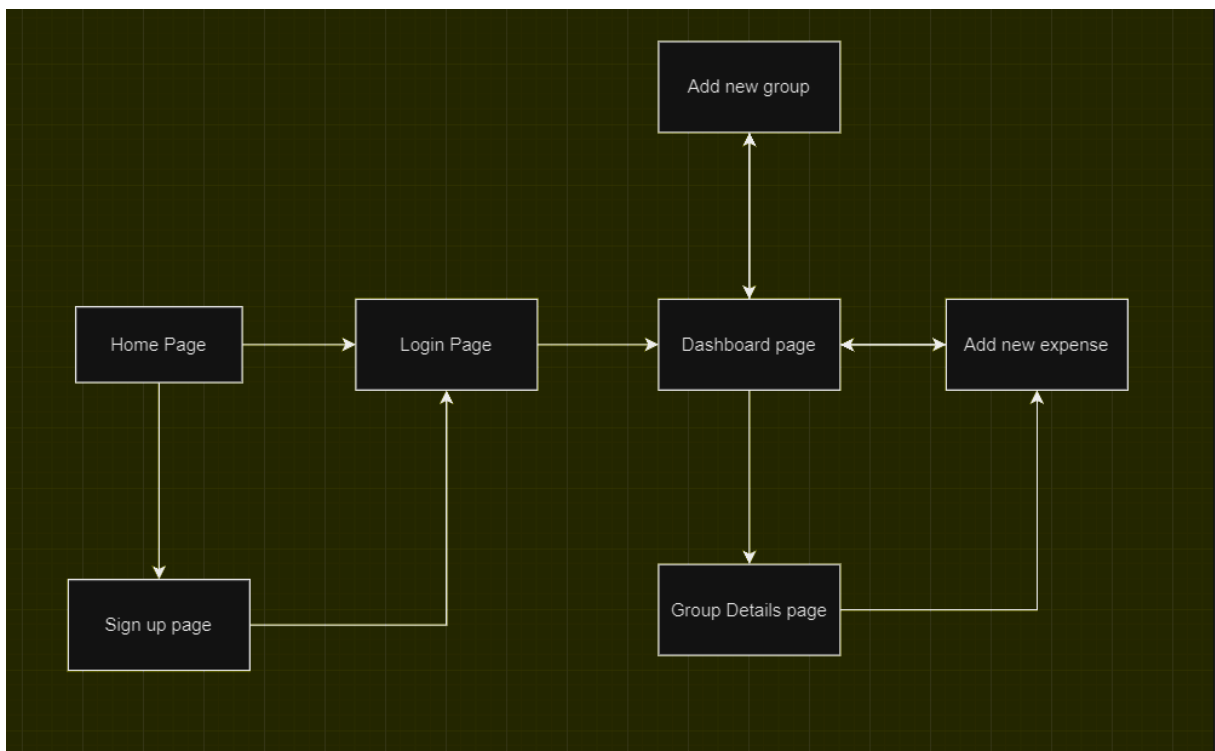 Add new group
Home Page
Login Page
Dashboard page
Add new expense
Sign up page
Group Details page